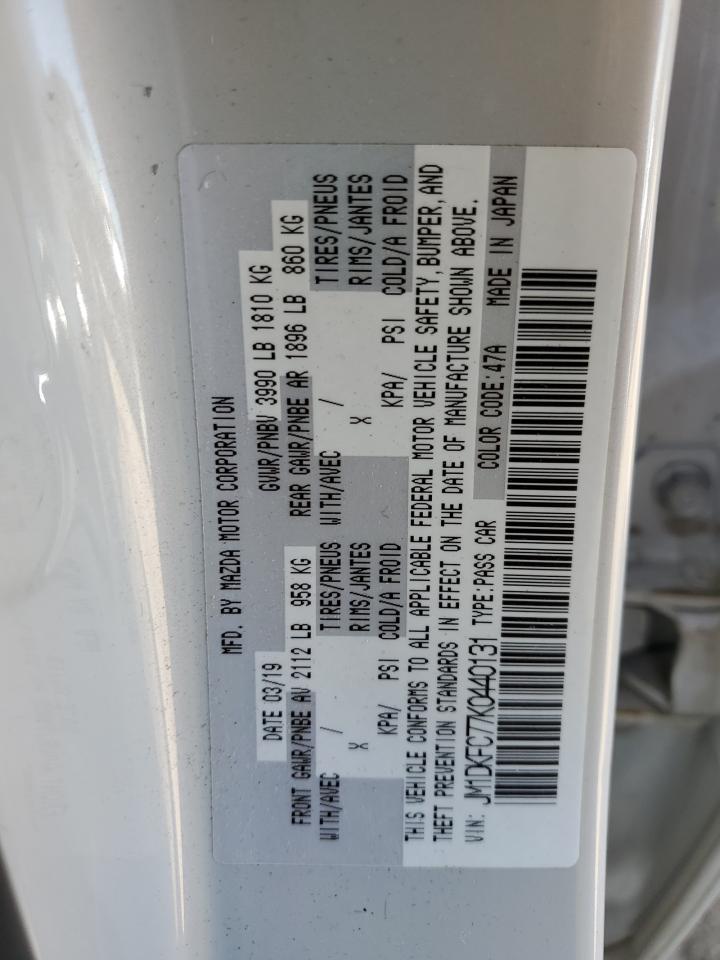 MFD. BY MAZDA MOTOR CORPORATION
DATE 03/19 GVWR/PNBV 3990 LB 1810 KG
FRONT GAWR/PNBE AV 2112 LB 958 KG REAR GAWR/PNBE AR 1896 LB 860 KG
WITH/AVEC TIRES/PNEUS WITH/AVEC TIRES/PNEUS
X / RIMS/JANTES X / RIMS/JANTES
KPA/ PSI COLD/A FROID KPA/ PSI COLD/A FROID
THIS VEHICLE CONFORMS TO ALL APPLICABLE FEDERAL MOTOR VEHICLE SAFETY, BUMPER, AND
THEFT PREVENTION STANDARDS IN EFFECT ON THE DATE OF MANUFACTURE SHOWN ABOVE.
VIN: JM1DKFC77K0440131 TYPE:PASS CAR COLOR CODE:47A MADE IN JAPAN